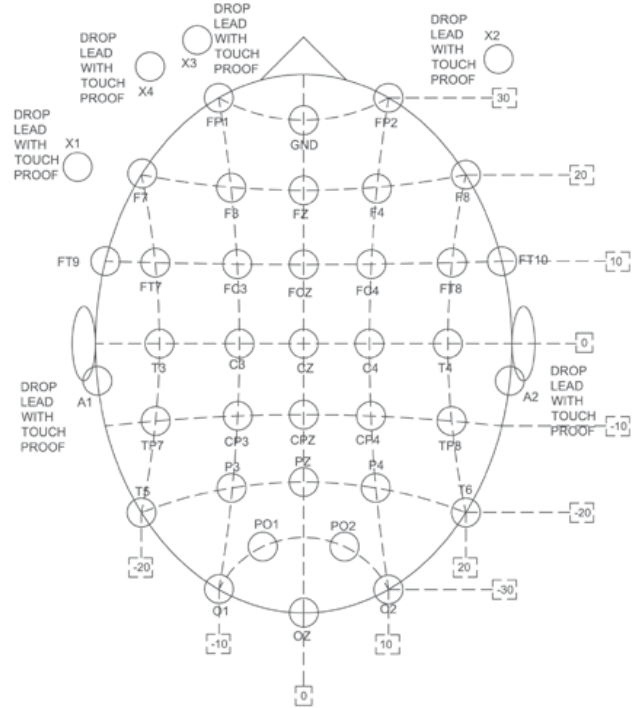 DROP
LEAD
WITH
TOUCH
PROOF
X3
DROP
LEAD
WITH
TOUCH
PROOF
X4
DROP
LEAD
WITH
TOUCH
PROOF
X2
DROP
LEAD
WITH
TOUCH
PROOF
X1
FP1
GND
FP2
30
F7
F3
FZ
F4
F8
20
FT9
FT7
FC3
FCZ
FC4
FT8
FT10
10
T3
C3
CZ
C4
T4
0
DROP
LEAD
WITH
TOUCH
PROOF
A1
A2
DROP
LEAD
WITH
TOUCH
PROOF
TP7
CP3
CPZ
CP4
TP8
-10
T5
P3
PZ
P4
T6
-20
PO1
PO2
-20
20
O1
OZ
O2
-30
-10
10
0